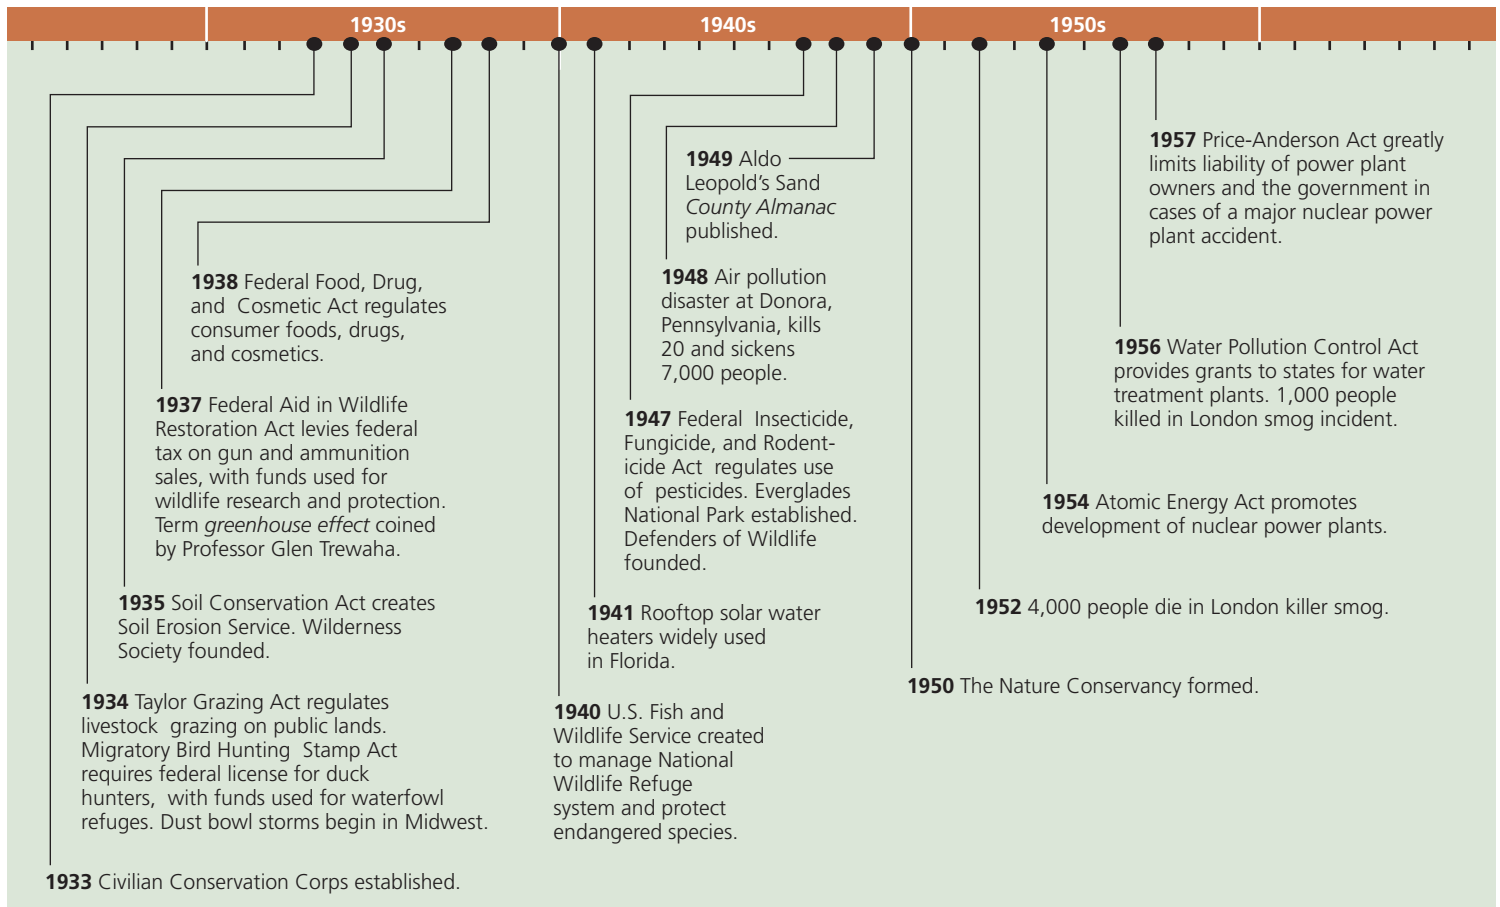 1930s
1940s
1950s
1938 Federal Food, Drug,
and Cosmetic Act regulates
consumer foods, drugs,
and cosmetics.
1937 Federal Aid in Wildlife
Restoration Act levies federal
tax on gun and ammunition
sales, with funds used for
wildlife research and protection.
Term greenhouse effect coined
by Professor Glen Trewaha.
1935 Soil Conservation Act creates
Soil Erosion Service. Wilderness
Society founded.
1934 Taylor Grazing Act regulates
livestock grazing on public lands.
Migratory Bird Hunting Stamp Act
requires federal license for duck
hunters, with funds used for waterfowl
refuges. Dust bowl storms begin in Midwest.
1933 Civilian Conservation Corps established.
1949 Aldo
Leopold's Sand
County Almanac
published.
1948 Air pollution
disaster at Donora,
Pennsylvania, kills
20 and sickens
7,000 people.
1947 Federal Insecticide,
Fungicide, and Rodent-
icide Act regulates use
of pesticides. Everglades
National Park established.
Defenders of Wildlife
founded.
1941 Rooftop solar water
heaters widely used
in Florida.
1940 U.S. Fish and
Wildlife Service created
to manage National
Wildlife Refuge
system and protect
endangered species.
1957 Price-Anderson Act greatly
limits liability of power plant
owners and the government in
cases of a major nuclear power
plant accident.
1956 Water Pollution Control Act
provides grants to states for water
treatment plants. 1,000 people
killed in London smog incident.
1954 Atomic Energy Act promotes
development of nuclear power plants.
1952 4,000 people die in London killer smog.
1950 The Nature Conservancy formed.